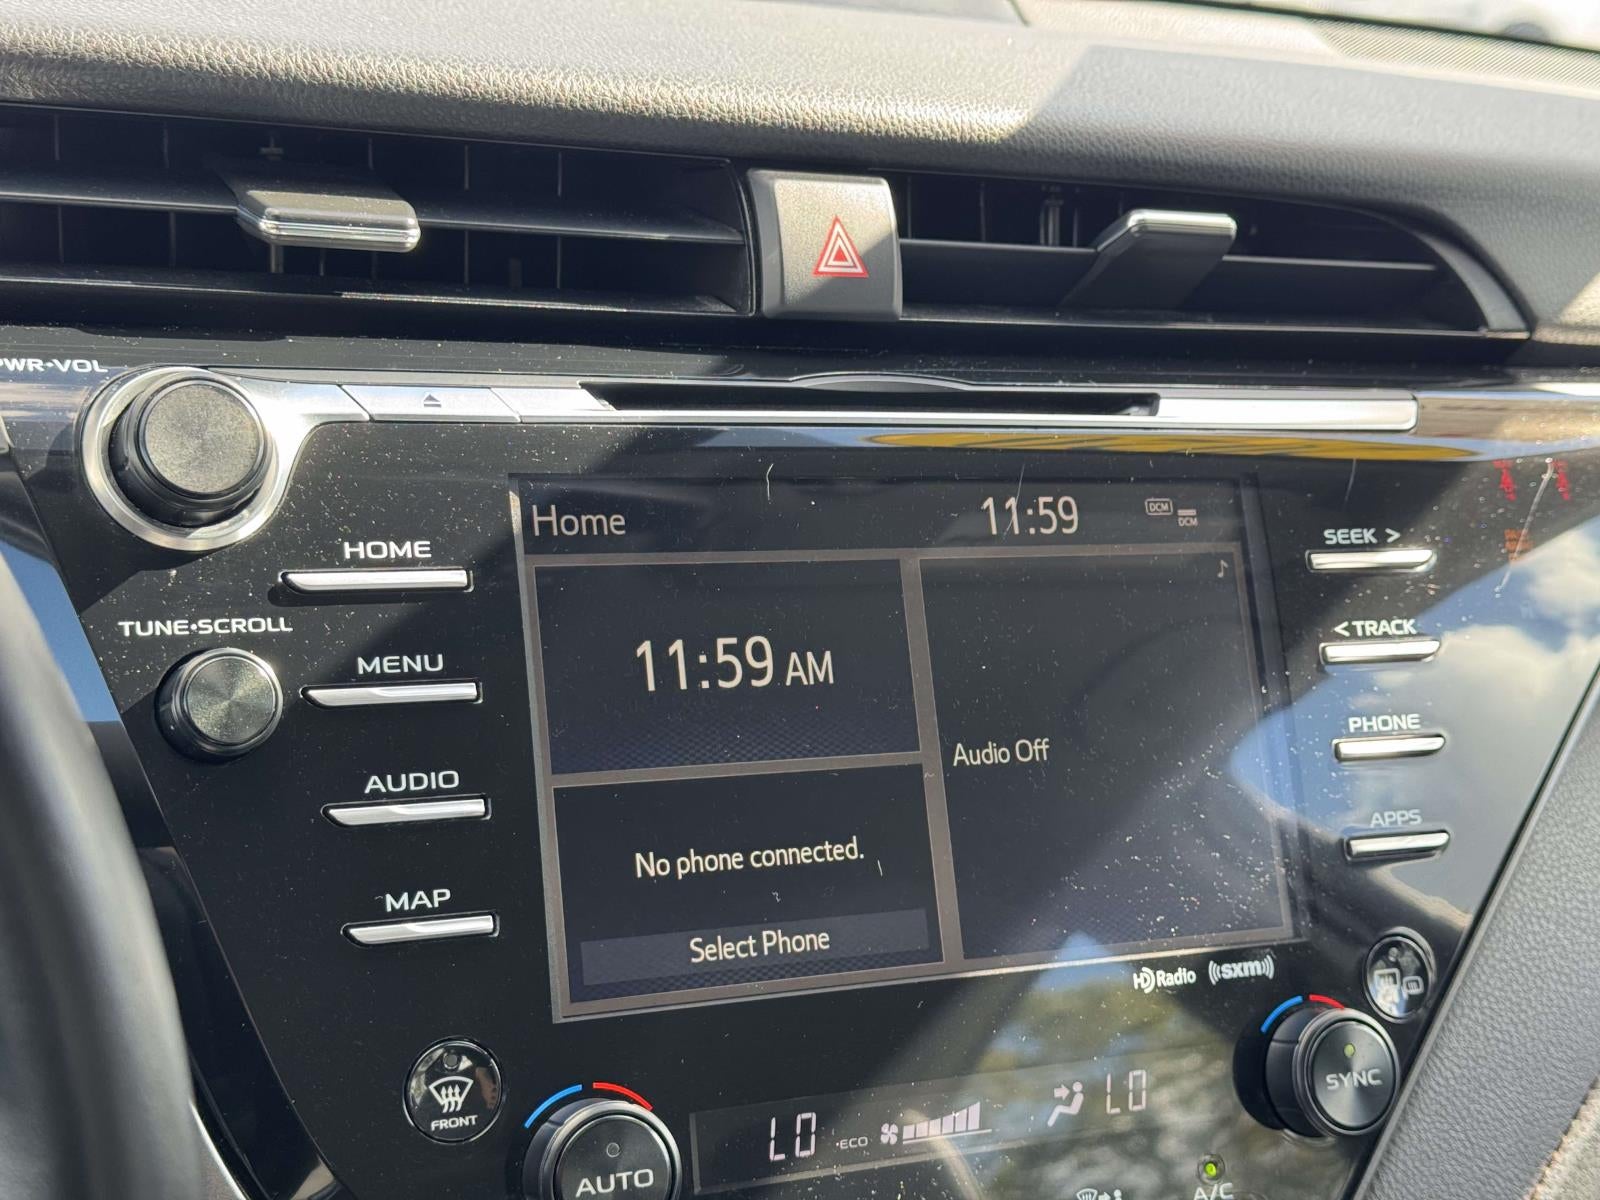 PWR•VOL
HOME
TUNE•SCROLL
MENU
AUDIO
MAP
Home
11:59
DCM
DCM
11:59 AM
Audio Off
No phone connected.
Select Phone
SEEK >
< TRACK
PHONE
APPS
HD Radio
((sxm))
FRONT
AUTO
LO
•ECO
LO
SYNC
A/C